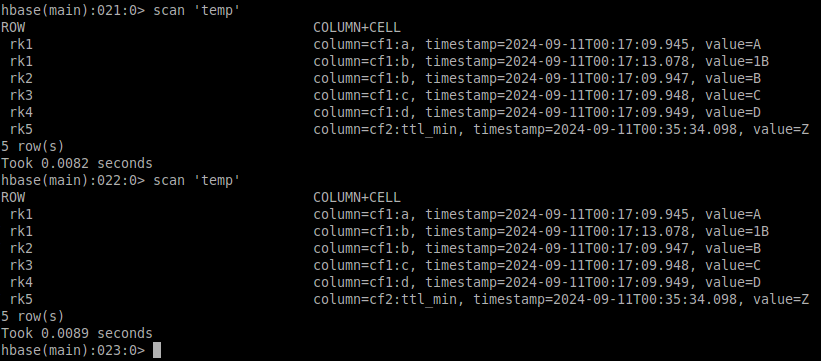 hbase(main):021:0> scan 'temp'
ROW COLUMN+CELL
rk1 column=cf1:a, timestamp=2024-09-11T00:17:09.945, value=A
rk1 column=cf1:b, timestamp=2024-09-11T00:17:13.078, value=1B
rk2 column=cf1:b, timestamp=2024-09-11T00:17:09.947, value=B
rk3 column=cf1:c, timestamp=2024-09-11T00:17:09.948, value=C
rk4 column=cf1:d, timestamp=2024-09-11T00:17:09.949, value=D
rk5 column=cf2:ttl_min, timestamp=2024-09-11T00:35:34.098, value=Z
5 row(s)
Took 0.0082 seconds
hbase(main):022:0> scan 'temp'
ROW COLUMN+CELL
rk1 column=cf1:a, timestamp=2024-09-11T00:17:09.945, value=A
rk1 column=cf1:b, timestamp=2024-09-11T00:17:13.078, value=1B
rk2 column=cf1:b, timestamp=2024-09-11T00:17:09.947, value=B
rk3 column=cf1:c, timestamp=2024-09-11T00:17:09.948, value=C
rk4 column=cf1:d, timestamp=2024-09-11T00:17:09.949, value=D
rk5 column=cf2:ttl_min, timestamp=2024-09-11T00:35:34.098, value=Z
5 row(s)
Took 0.0089 seconds
hbase(main):023:0>